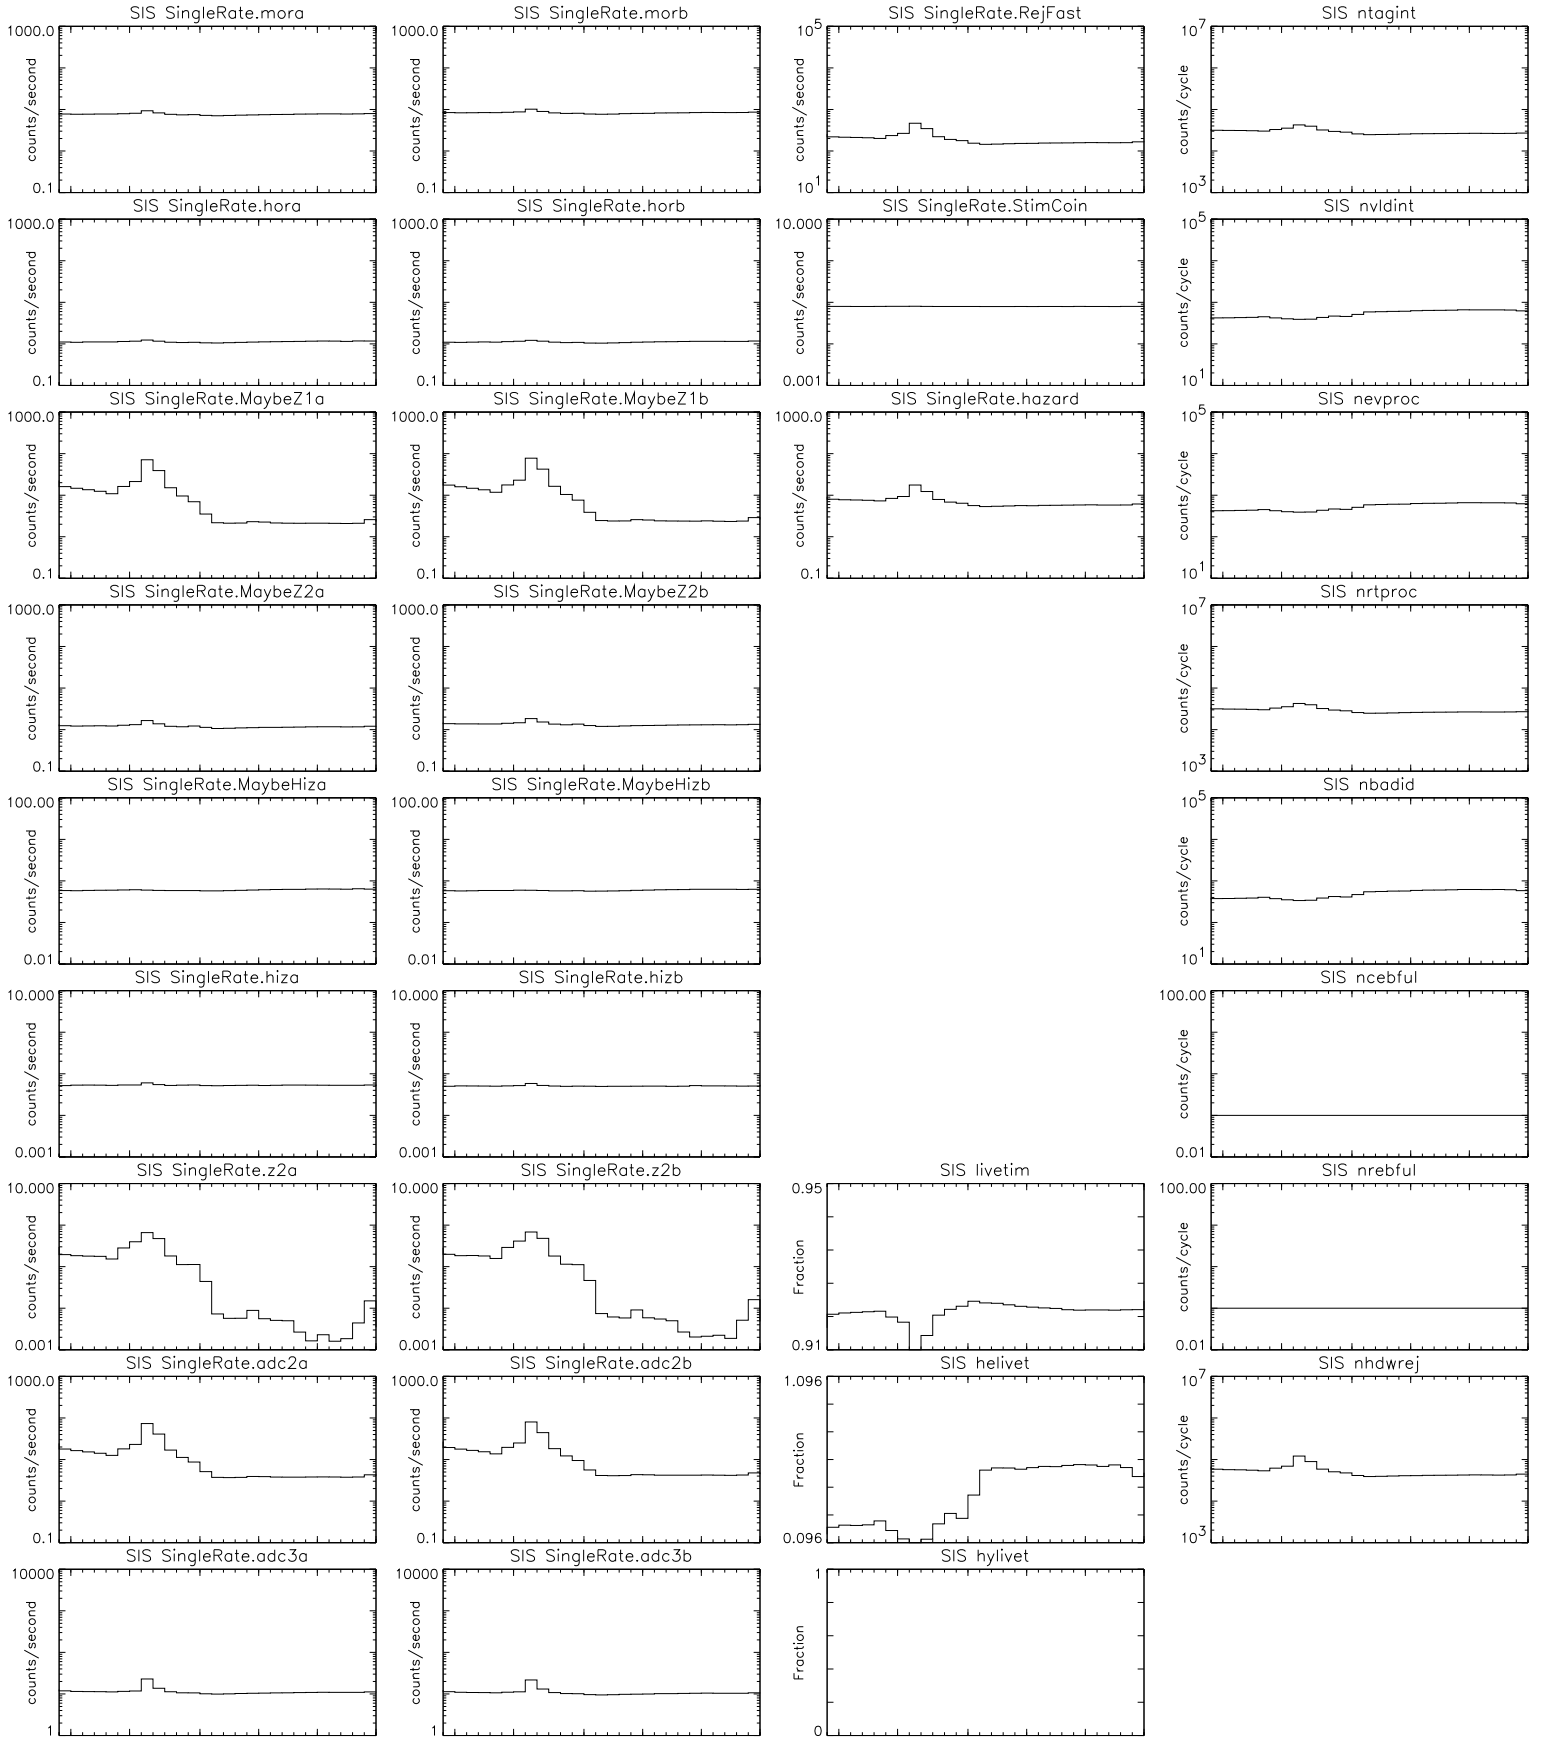 SIS SingleRate.mora
1000.0
counts/second
0.1
SIS SingleRate.morb
1000.0
counts/second
0.1
SIS SingleRate.RejFast
10^5
counts/second
10^1
SIS ntagint
10^7
counts/cycle
10^3
SIS SingleRate.hora
1000.0
counts/second
0.1
SIS SingleRate.horb
1000.0
counts/second
0.1
SIS SingleRate.StimCoin
10.000
counts/second
0.001
SIS nvldint
10^5
counts/cycle
10^1
SIS SingleRate.MaybeZ1a
1000.0
counts/second
0.1
SIS SingleRate.MaybeZ1b
1000.0
counts/second
0.1
SIS SingleRate.hazard
1000.0
counts/second
0.1
SIS nevproc
10^5
counts/cycle
10^1
SIS SingleRate.MaybeZ2a
1000.0
counts/second
0.1
SIS SingleRate.MaybeZ2b
1000.0
counts/second
0.1
SIS nrtproc
10^7
counts/cycle
10^3
SIS SingleRate.MaybeHiza
100.00
counts/second
0.01
SIS SingleRate.MaybeHizb
100.00
counts/second
0.01
SIS nbadid
10^5
counts/cycle
10^1
SIS SingleRate.hiza
10.000
counts/second
0.001
SIS SingleRate.hizb
10.000
counts/second
0.001
SIS ncebful
100.00
counts/cycle
0.01
SIS SingleRate.z2a
10.000
counts/second
0.001
SIS SingleRate.z2b
10.000
counts/second
0.001
SIS livetim
0.95
Fraction
0.91
SIS nrebful
100.00
counts/cycle
0.01
SIS SingleRate.adc2a
1000.0
counts/second
0.1
SIS SingleRate.adc2b
1000.0
counts/second
0.1
SIS helivet
1.096
Fraction
0.096
SIS nhdwrej
10^7
counts/cycle
10^3
SIS SingleRate.adc3a
10000
counts/second
1
SIS SingleRate.adc3b
10000
counts/second
1
SIS hylivet
1
Fraction
0